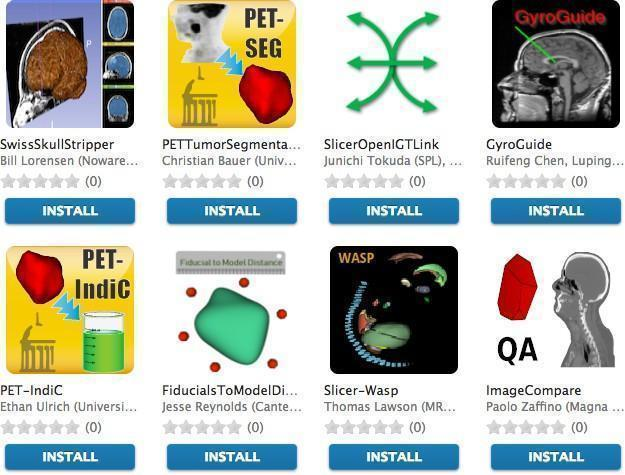 PET-
SEG
GyroGuide
SwissSkullStripper
PETTumorSegmenta...
SlicerOpenIGTLink
GyroGuide
Bill Lorensen (Noware...
Christian Bauer (Univ...
Junichi Tokuda (SPL), ...
Ruifeng Chen, Luping...
(0)
(0)
(0)
(0)
INSTALL
INSTALL
INSTALL
INSTALL
PET-
IndiC
Fiducial to Model Distance
WASP
QA
PET-IndiC
FiducialsToModelDi...
Slicer-Wasp
ImageCompare
Ethan Ulrich (Universi...
Jesse Reynolds (Cante...
Thomas Lawson (MR...
Paolo Zaffino (Magna ...
(0)
(0)
(0)
(0)
INSTALL
INSTALL
INSTALL
INSTALL